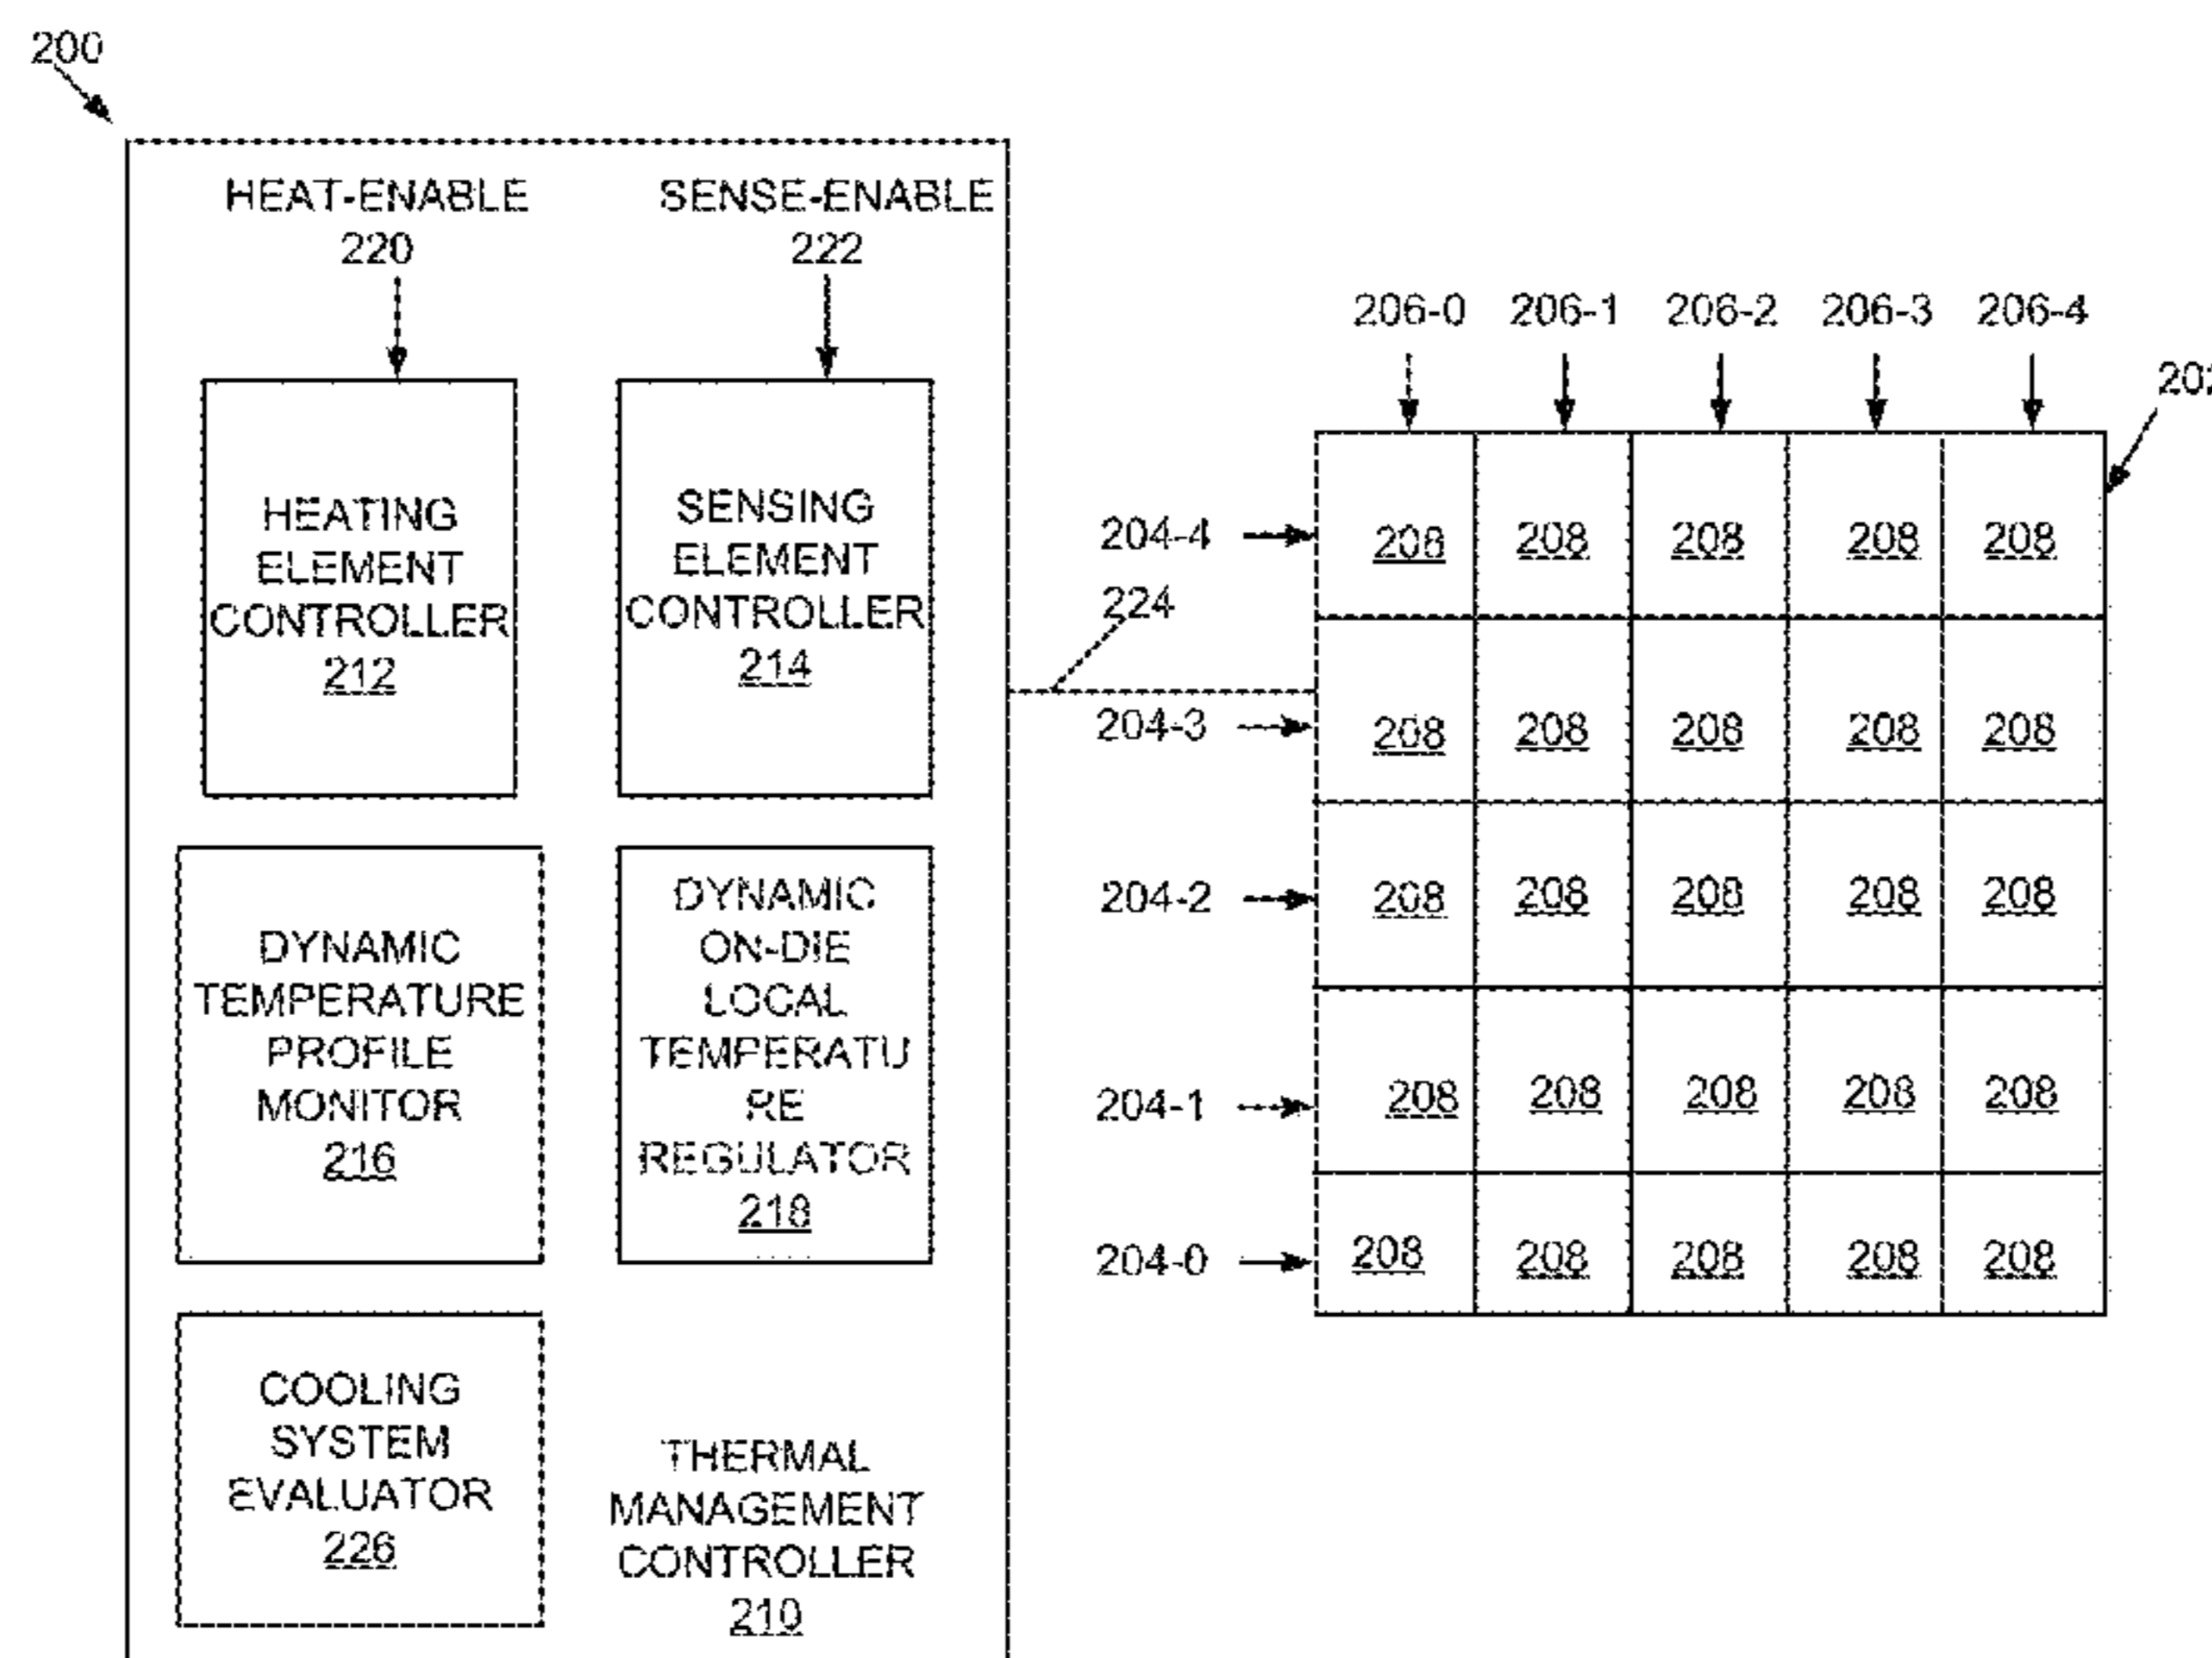 200
HEAT-ENABLE
220
SENSE-ENABLE
222
HEATING
ELEMENT
CONTROLLER
212
SENSING
ELEMENT
CONTROLLER
214
DYNAMIC
TEMPERATURE
PROFILE
MONITOR
216
DYNAMIC
ON-DIE
LOCAL
TEMPERATU
RE
REGULATOR
218
COOLING
SYSTEM
EVALUATOR
226
THERMAL
MANAGEMENT
CONTROLLER
210
224
206-0 206-1 206-2 206-3 206-4
204-4 208 208 208 208 208
204-3 208 208 208 208 208
204-2 208 208 208 208 208
204-1 208 208 208 208 208
204-0 208 208 208 208 208